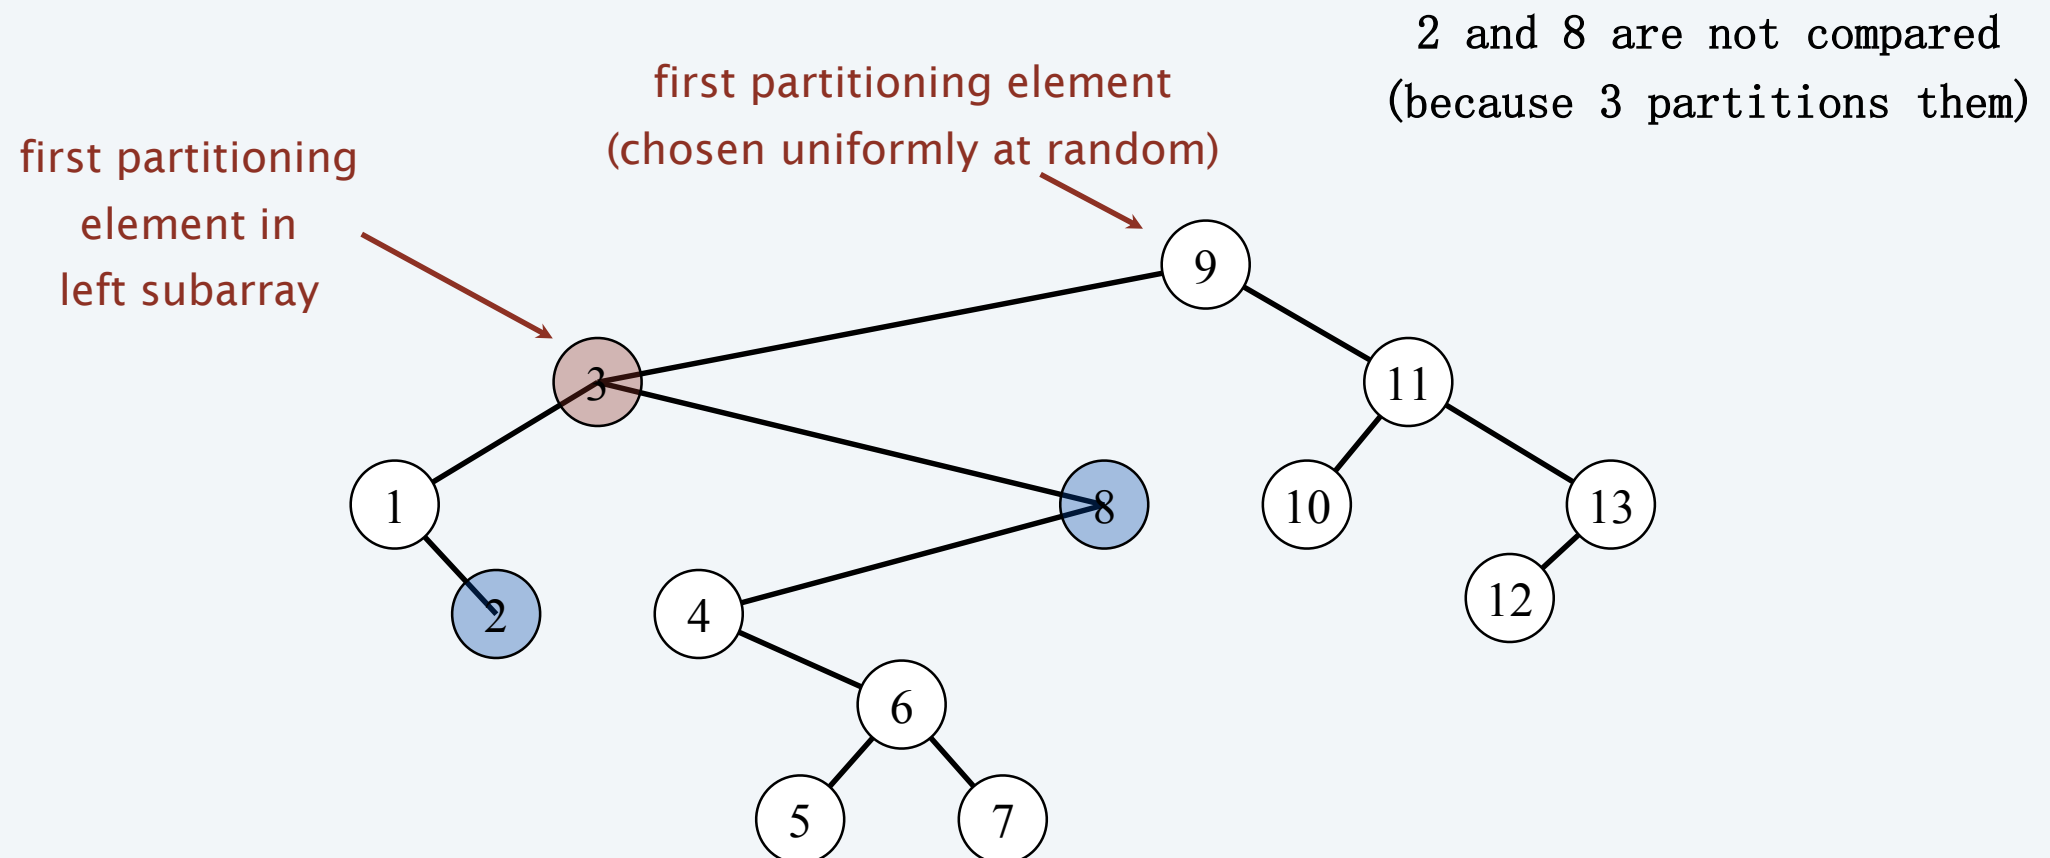 2 and 8 are not compared
(because 3 partitions them)
first partitioning element
(chosen uniformly at random)
first partitioning
element in
left subarray
9
3
11
1
8
10
13
2
4
12
6
5
7